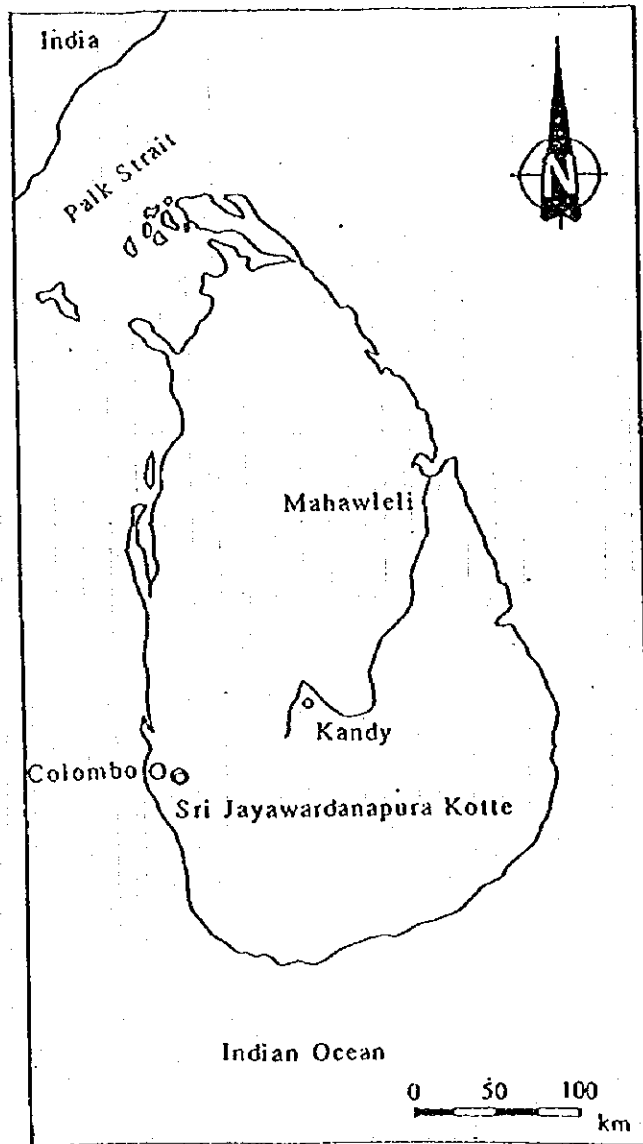 India
N
Palk Strait
Mahawleli
Kandy
Colombo
Sri Jayawardanapura Kotte
Indian Ocean
0 50 100
km